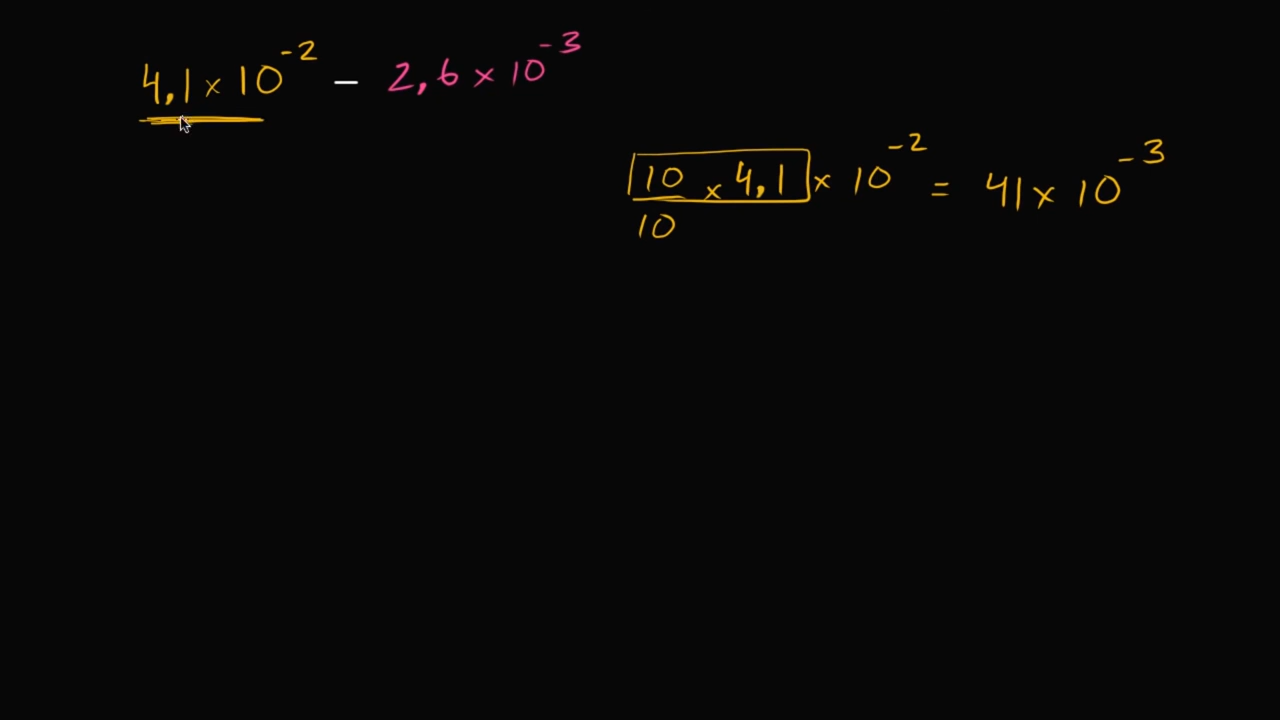 4,1 × 10⁻² − 2,6 × 10⁻³
10/10 × 4,1 × 10⁻² = 41 × 10⁻³